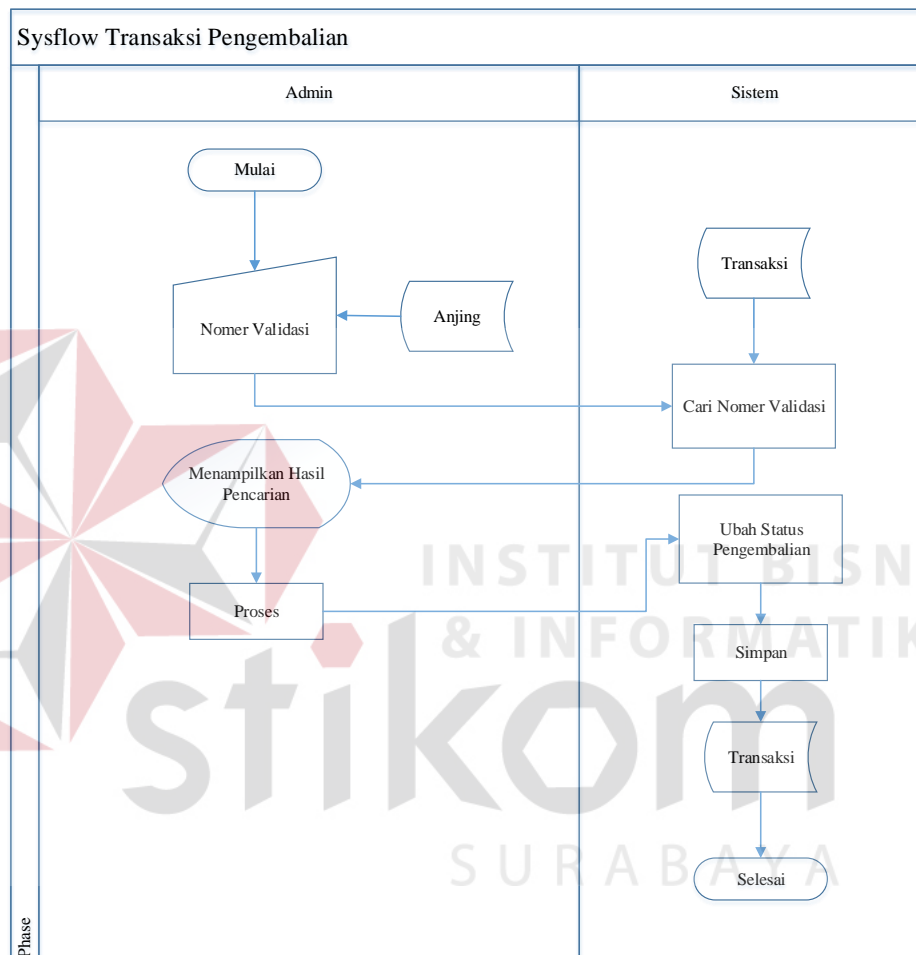 Sysflow Transaksi Pengembalian
Admin
Sistem
Mulai
Transaksi
Nomer Validasi
Anjing
Cari Nomer Validasi
Menampilkan Hasil
Pencarian
Ubah Status
Pengembalian
Proses
Simpan
Transaksi
Selesai
Phase
INSTITUT BISN
& INFORMATIK
stikom
SURABAYA